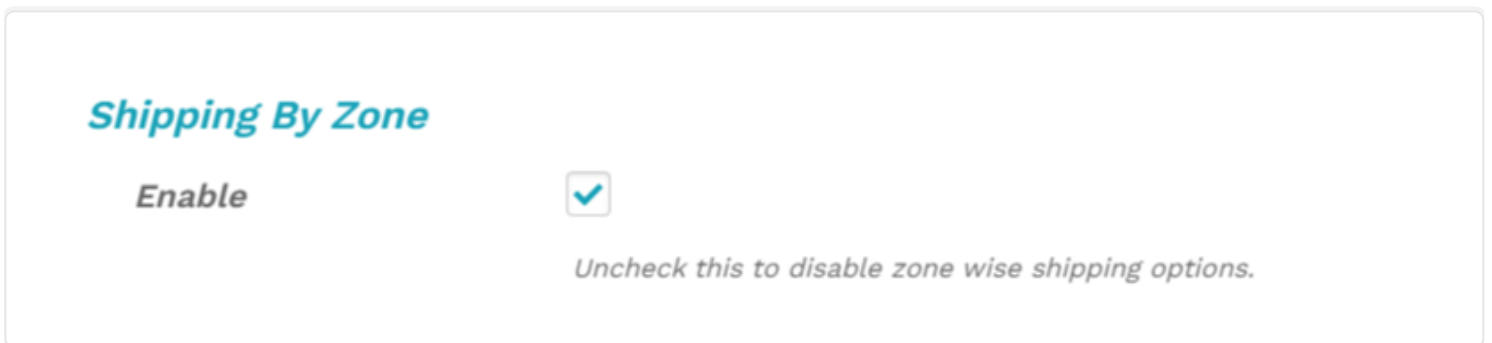 Shipping By Zone
Enable
Uncheck this to disable zone wise shipping options.